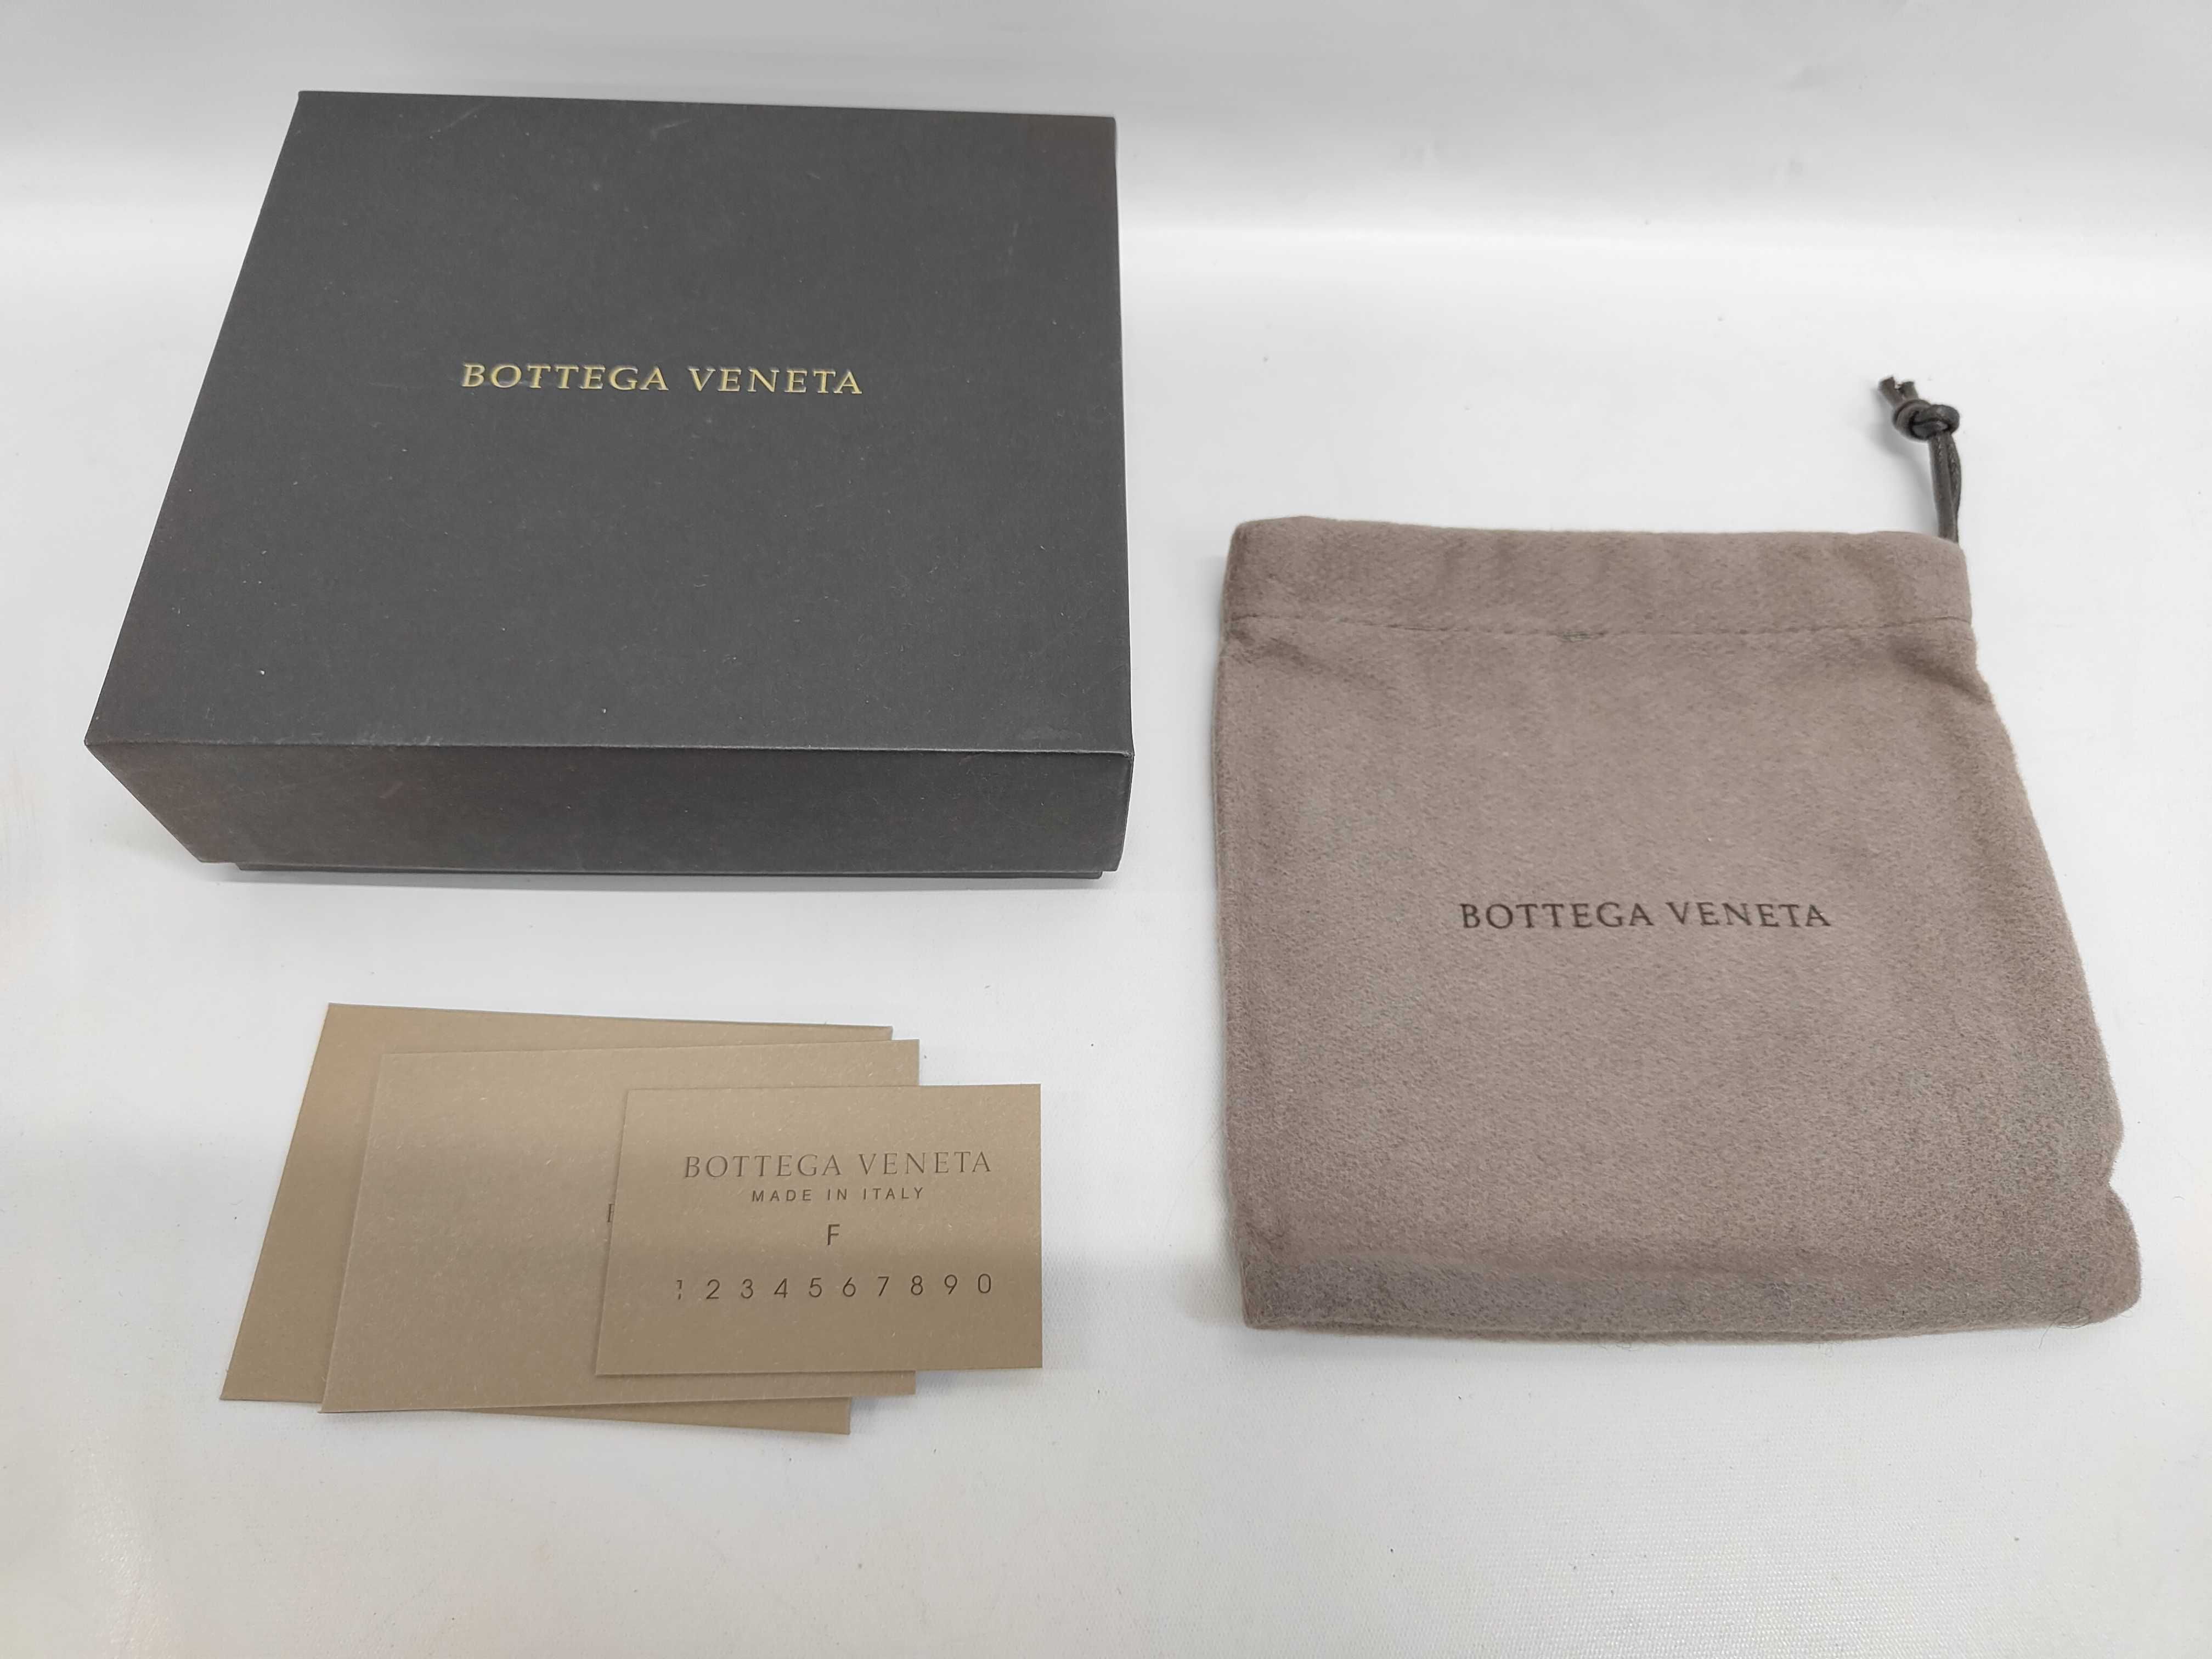 BOTTEGA VENETA
BOTTEGA VENETA
BOTTEGA VENETA
MADE IN ITALY
F
1 2 3 4 5 6 7 8 9 0